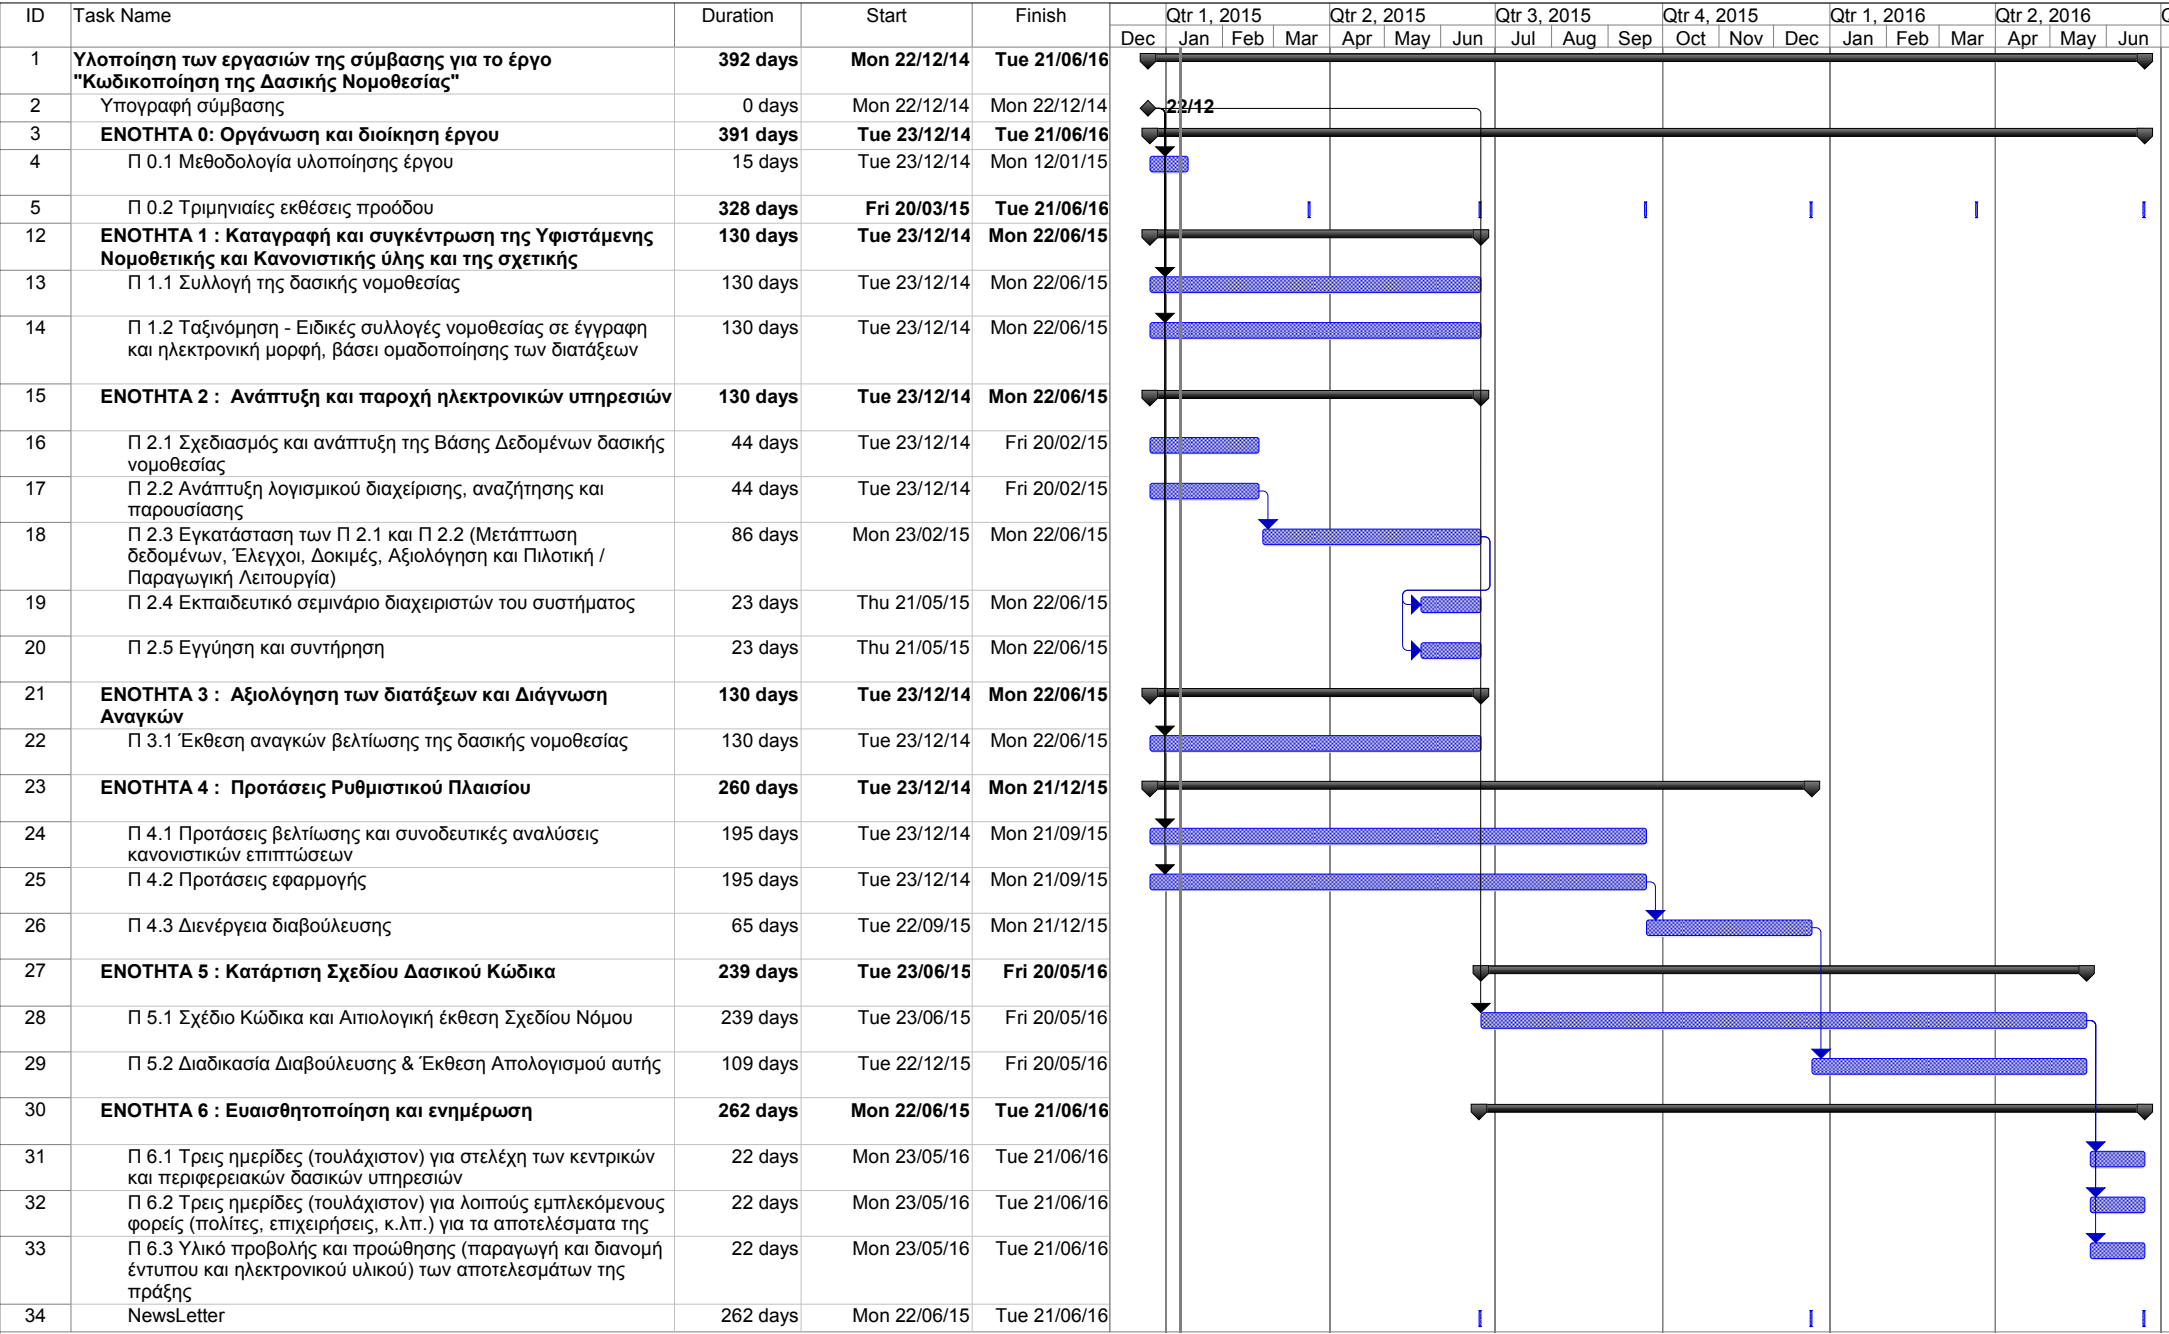 ID Task Name Duration Start Finish Qtr 1, 2015 Qtr 2, 2015 Qtr 3, 2015 Qtr 4, 2015 Qtr 1, 2016 Qtr 2, 2016
Dec Jan Feb Mar Apr May Jun Jul Aug Sep Oct Nov Dec Jan Feb Mar Apr May Jun
1 Υλοποίηση των εργασιών της σύμβασης για το έργο 392 days Mon 22/12/14 Tue 21/06/16
"Κωδικοποίηση της Δασικής Νομοθεσίας"
2 Υπογραφή σύμβασης 0 days Mon 22/12/14 Mon 22/12/14 22/12
3 ΕΝΟΤΗΤΑ 0: Οργάνωση και διοίκηση έργου 391 days Tue 23/12/14 Tue 21/06/16
4 Π 0.1 Μεθοδολογία υλοποίησης έργου 15 days Tue 23/12/14 Mon 12/01/15
5 Π 0.2 Τριμηνιαίες εκθέσεις προόδου 328 days Fri 20/03/15 Tue 21/06/16
12 ΕΝΟΤΗΤΑ 1 : Καταγραφή και συγκέντρωση της Υφιστάμενης 130 days Tue 23/12/14 Mon 22/06/15
Νομοθετικής και Κανονιστικής ύλης και της σχετικής
13 Π 1.1 Συλλογή της δασικής νομοθεσίας 130 days Tue 23/12/14 Mon 22/06/15
14 Π 1.2 Ταξινόμηση - Ειδικές συλλογές νομοθεσίας σε έγγραφη 130 days Tue 23/12/14 Mon 22/06/15
και ηλεκτρονική μορφή, βάσει ομαδοποίησης των διατάξεων
15 ΕΝΟΤΗΤΑ 2 : Ανάπτυξη και παροχή ηλεκτρονικών υπηρεσιών 130 days Tue 23/12/14 Mon 22/06/15
16 Π 2.1 Σχεδιασμός και ανάπτυξη της Βάσης Δεδομένων δασικής 44 days Tue 23/12/14 Fri 20/02/15
νομοθεσίας
17 Π 2.2 Ανάπτυξη λογισμικού διαχείρισης, αναζήτησης και 44 days Tue 23/12/14 Fri 20/02/15
παρουσίασης
18 Π 2.3 Εγκατάσταση των Π 2.1 και Π 2.2 (Μετάπτωση 86 days Mon 23/02/15 Mon 22/06/15
δεδομένων, Έλεγχοι, Δοκιμές, Αξιολόγηση και Πιλοτική /
Παραγωγική Λειτουργία)
19 Π 2.4 Εκπαιδευτικό σεμινάριο διαχειριστών του συστήματος 23 days Thu 21/05/15 Mon 22/06/15
20 Π 2.5 Εγγύηση και συντήρηση 23 days Thu 21/05/15 Mon 22/06/15
21 ΕΝΟΤΗΤΑ 3 : Αξιολόγηση των διατάξεων και Διάγνωση 130 days Tue 23/12/14 Mon 22/06/15
Αναγκών
22 Π 3.1 Έκθεση αναγκών βελτίωσης της δασικής νομοθεσίας 130 days Tue 23/12/14 Mon 22/06/15
23 ΕΝΟΤΗΤΑ 4 : Προτάσεις Ρυθμιστικού Πλαισίου 260 days Tue 23/12/14 Mon 21/12/15
24 Π 4.1 Προτάσεις βελτίωσης και συνοδευτικές αναλύσεις 195 days Tue 23/12/14 Mon 21/09/15
κανονιστικών επιπτώσεων
25 Π 4.2 Προτάσεις εφαρμογής 195 days Tue 23/12/14 Mon 21/09/15
26 Π 4.3 Διενέργεια διαβούλευσης 65 days Tue 22/09/15 Mon 21/12/15
27 ΕΝΟΤΗΤΑ 5 : Κατάρτιση Σχεδίου Δασικού Κώδικα 239 days Tue 23/06/15 Fri 20/05/16
28 Π 5.1 Σχέδιο Κώδικα και Αιτιολογική έκθεση Σχεδίου Νόμου 239 days Tue 23/06/15 Fri 20/05/16
29 Π 5.2 Διαδικασία Διαβούλευσης & Έκθεση Απολογισμού αυτής 109 days Tue 22/12/15 Fri 20/05/16
30 ΕΝΟΤΗΤΑ 6 : Ευαισθητοποίηση και ενημέρωση 262 days Mon 22/06/15 Tue 21/06/16
31 Π 6.1 Τρεις ημερίδες (τουλάχιστον) για στελέχη των κεντρικών 22 days Mon 23/05/16 Tue 21/06/16
και περιφερειακών δασικών υπηρεσιών
32 Π 6.2 Τρεις ημερίδες (τουλάχιστον) για λοιπούς εμπλεκόμενους 22 days Mon 23/05/16 Tue 21/06/16
φορείς (πολίτες, επιχειρήσεις, κ.λπ.) για τα αποτελέσματα της
33 Π 6.3 Υλικό προβολής και προώθησης (παραγωγή και διανομή 22 days Mon 23/05/16 Tue 21/06/16
έντυπου και ηλεκτρονικού υλικού) των αποτελεσμάτων της
πράξης
34 NewsLetter 262 days Mon 22/06/15 Tue 21/06/16